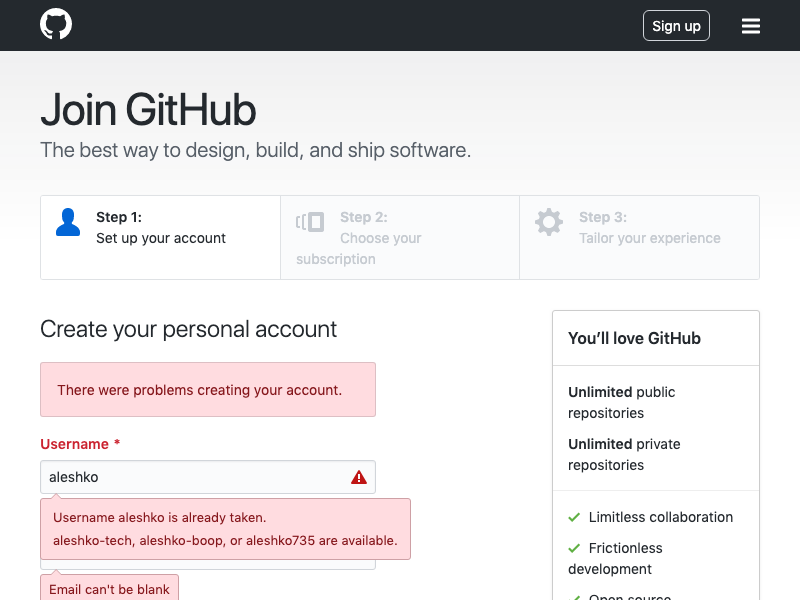 Sign up
Join GitHub
The best way to design, build, and ship software.
Step 1:
Set up your account
Step 2:
Choose your
subscription
Step 3:
Tailor your experience
Create your personal account
There were problems creating your account.
Username *
aleshko
Username aleshko is already taken.
aleshko-tech, aleshko-boop, or aleshko735 are available.
Email can't be blank
You’ll love GitHub
Unlimited public
repositories
Unlimited private
repositories
Limitless collaboration
Frictionless
development
Open source